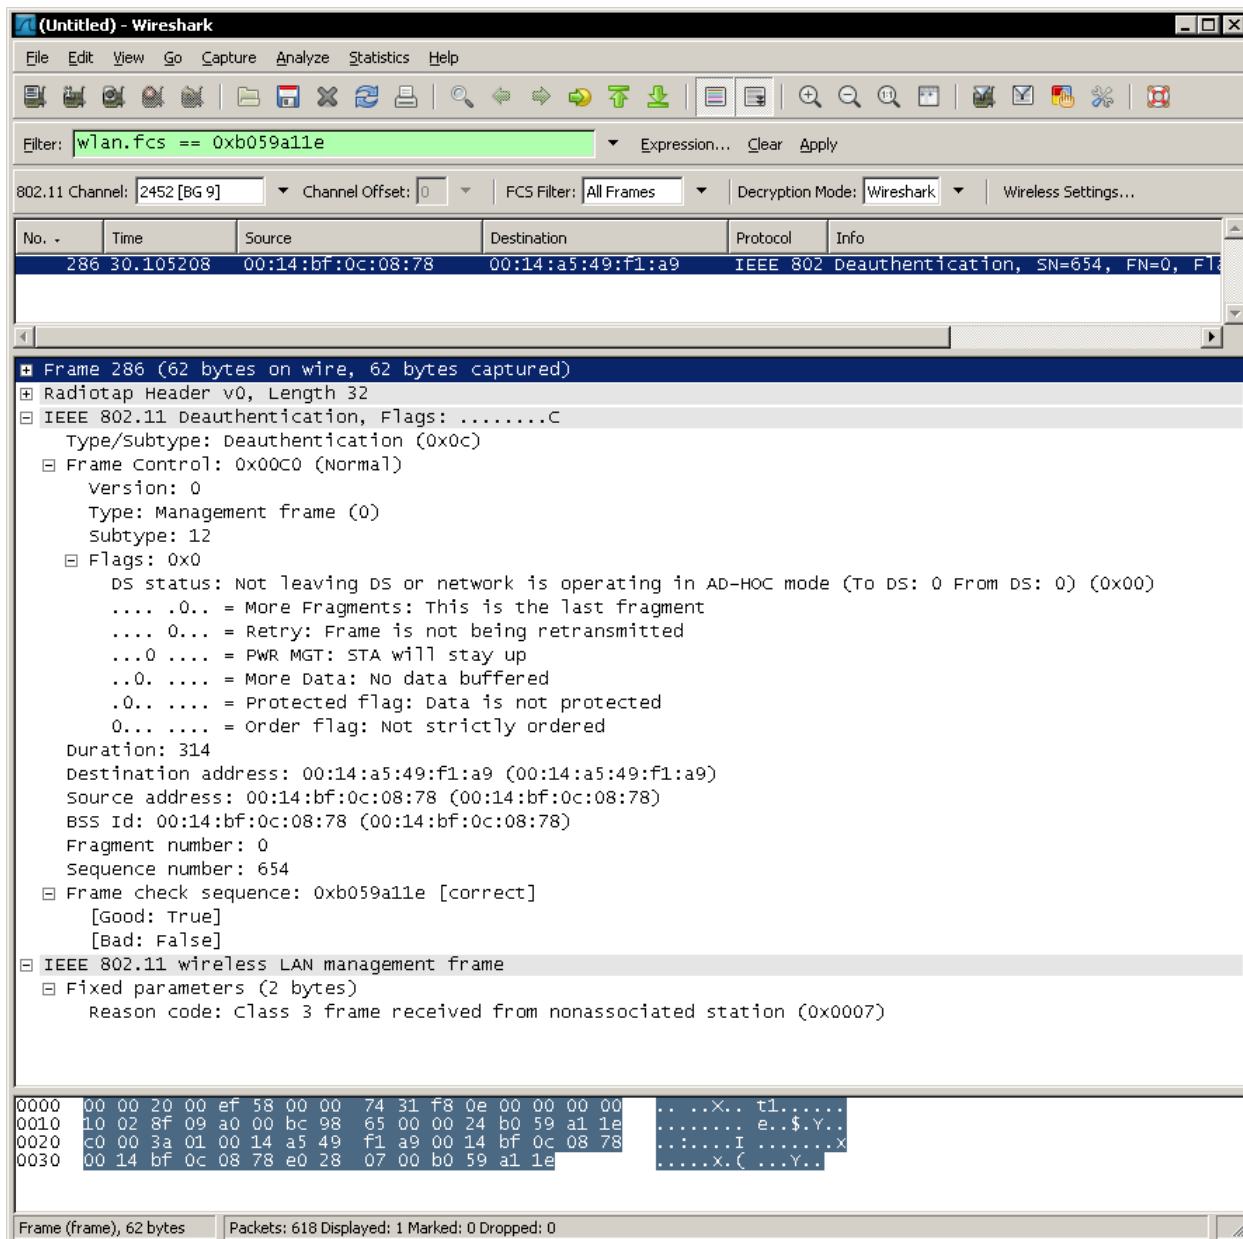 (Untitled) - Wireshark
File Edit View Go Capture Analyze Statistics Help
Filter: wlan.fcs == 0xb059a11e Expression... Clear Apply
802.11 Channel: 2452 [BG 9] Channel Offset: 0 FCS Filter: All Frames Decryption Mode: Wireshark Wireless Settings...
No. Time Source Destination Protocol Info
286 30.105208 00:14:bf:0c:08:78 00:14:a5:49:f1:a9 IEEE 802 Deauthentication, SN=654, FN=0, Fla
Frame 286 (62 bytes on wire, 62 bytes captured)
Radiotap Header v0, Length 32
IEEE 802.11 Deauthentication, Flags: ........C
Type/Subtype: Deauthentication (0x0c)
Frame Control: 0x00C0 (Normal)
Version: 0
Type: Management frame (0)
Subtype: 12
Flags: 0x0
DS status: Not leaving DS or network is operating in AD-HOC mode (To DS: 0 From DS: 0) (0x00)
.... .0.. = More Fragments: This is the last fragment
.... 0... = Retry: Frame is not being retransmitted
...0 .... = PWR MGT: STA will stay up
..0. .... = More Data: No data buffered
.0.. .... = Protected flag: Data is not protected
0... .... = Order flag: Not strictly ordered
Duration: 314
Destination address: 00:14:a5:49:f1:a9 (00:14:a5:49:f1:a9)
Source address: 00:14:bf:0c:08:78 (00:14:bf:0c:08:78)
BSS Id: 00:14:bf:0c:08:78 (00:14:bf:0c:08:78)
Fragment number: 0
Sequence number: 654
Frame check sequence: 0xb059a11e [correct]
[Good: True]
[Bad: False]
IEEE 802.11 wireless LAN management frame
Fixed parameters (2 bytes)
Reason code: Class 3 frame received from nonassociated station (0x0007)
0000 00 00 20 00 ef 58 00 00 74 31 f8 0e 00 00 00 00 .. ..X.. t1......
0010 10 02 8f 09 a0 00 bc 98 65 00 00 24 b0 59 a1 1e ........ e..$.Y..
0020 c0 00 3a 01 00 14 a5 49 f1 a9 00 14 bf 0c 08 78 ..:....I .......x
0030 00 14 bf 0c 08 78 e0 28 07 00 b0 59 a1 1e .....x.( ...Y..
Frame (frame), 62 bytes Packets: 618 Displayed: 1 Marked: 0 Dropped: 0